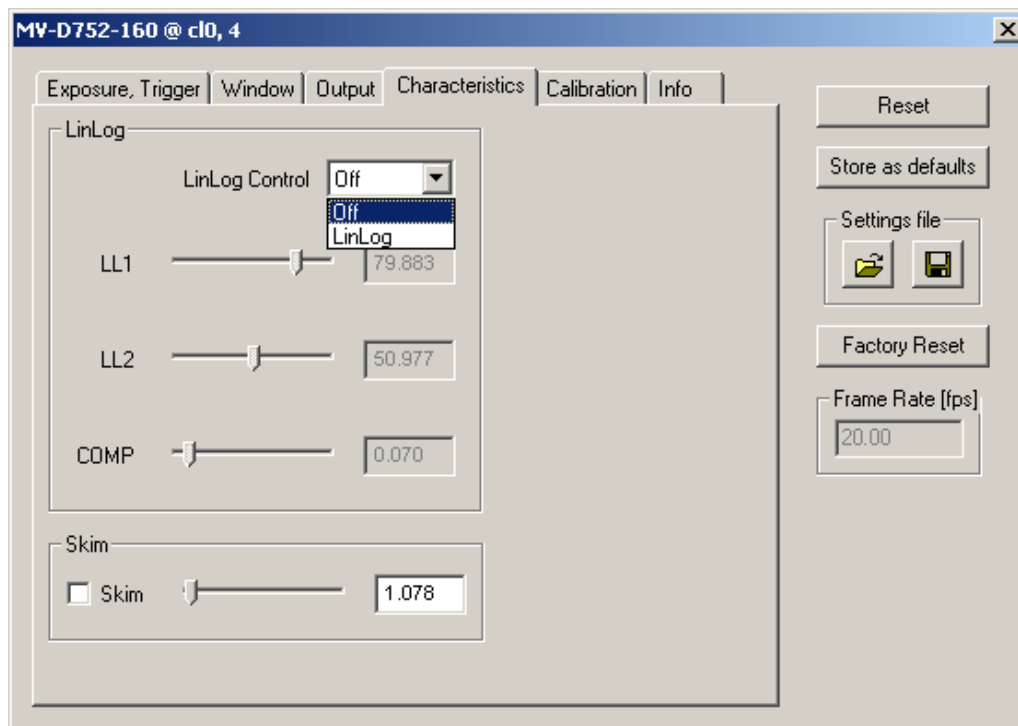 MV-D752-160 @ cl0, 4
Exposure, Trigger Window Output Characteristics Calibration Info
LinLog
LinLog Control Off
Off
LinLog
LL1 79.883
LL2 50.977
COMP 0.070
Skim
Skim 1.078
Reset
Store as defaults
Settings file
Factory Reset
Frame Rate [fps]
20.00